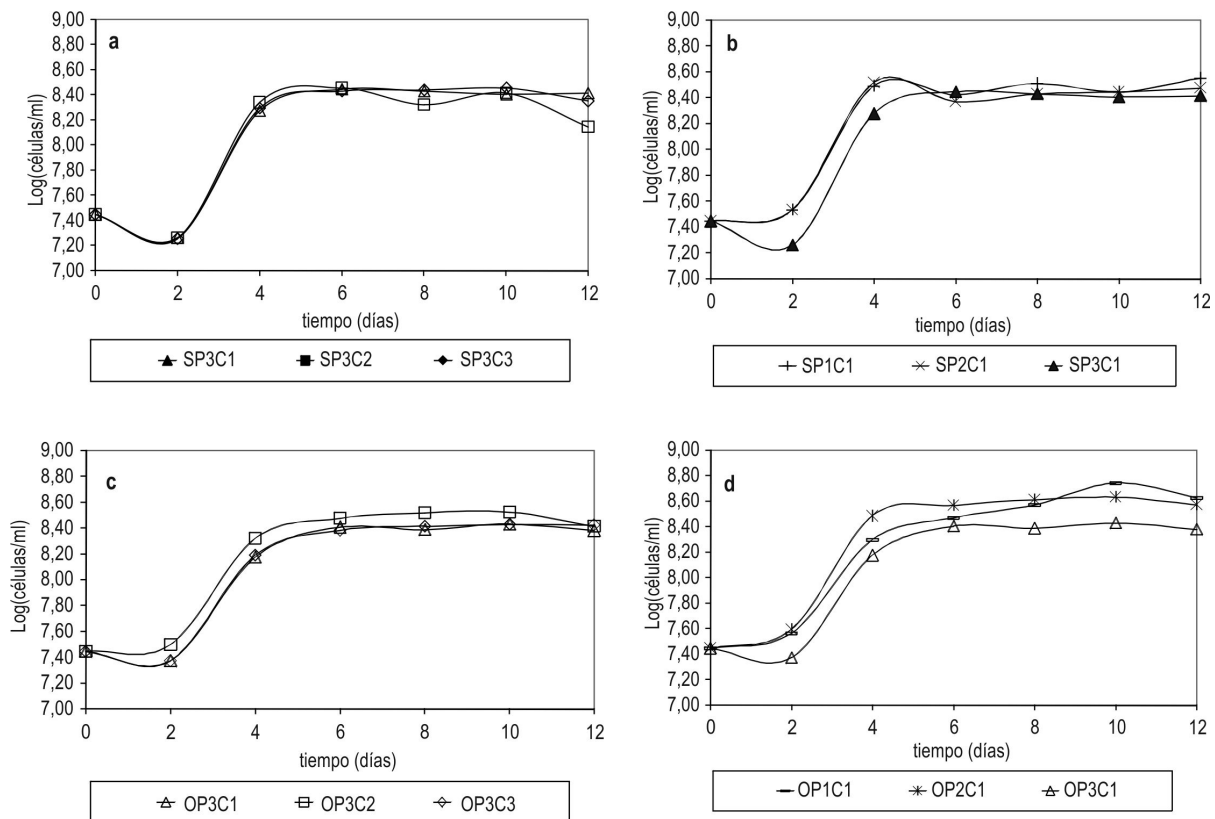 a
9,00
8,80
8,60
8,40
8,20
8,00
7,80
7,60
7,40
7,20
7,00
Log(células/ml)
0 2 4 6 8 10 12
tiempo (días)
SP3C1 SP3C2 SP3C3
b
9,00
8,80
8,60
8,40
8,20
8,00
7,80
7,60
7,40
7,20
7,00
Log(células/ml)
0 2 4 6 8 10 12
tiempo (días)
SP1C1 SP2C1 SP3C1
c
9,00
8,80
8,60
8,40
8,20
8,00
7,80
7,60
7,40
7,20
7,00
Log(células/ml)
0 2 4 6 8 10 12
tiempo (días)
OP3C1 OP3C2 OP3C3
d
9,00
8,80
8,60
8,40
8,20
8,00
7,80
7,60
7,40
7,20
7,00
Log(células/ml)
0 2 4 6 8 10 12
tiempo (días)
OP1C1 OP2C1 OP3C1